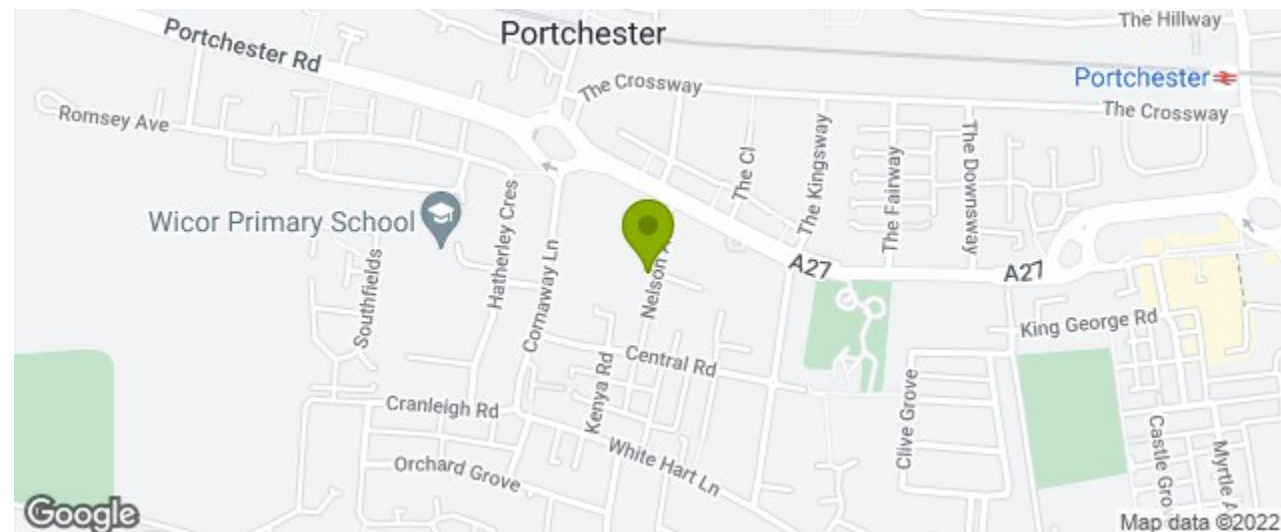 The Hillway
Portchester
Portchester Rd
Portchester
The Crossway
The Crossway
Romsey Ave
The Cl
The Kingsway
The Fairway
The Downsway
Wicor Primary School
Hatherley Cres
Cornaway Ln
Nelson
Southfields
A27
A27
King George Rd
Central Rd
Kenya Rd
Cranleigh Rd
Clive Grove
White Hart Ln
Orchard Grove
Castle Gro
Myrtle A
Google
Map data ©2022